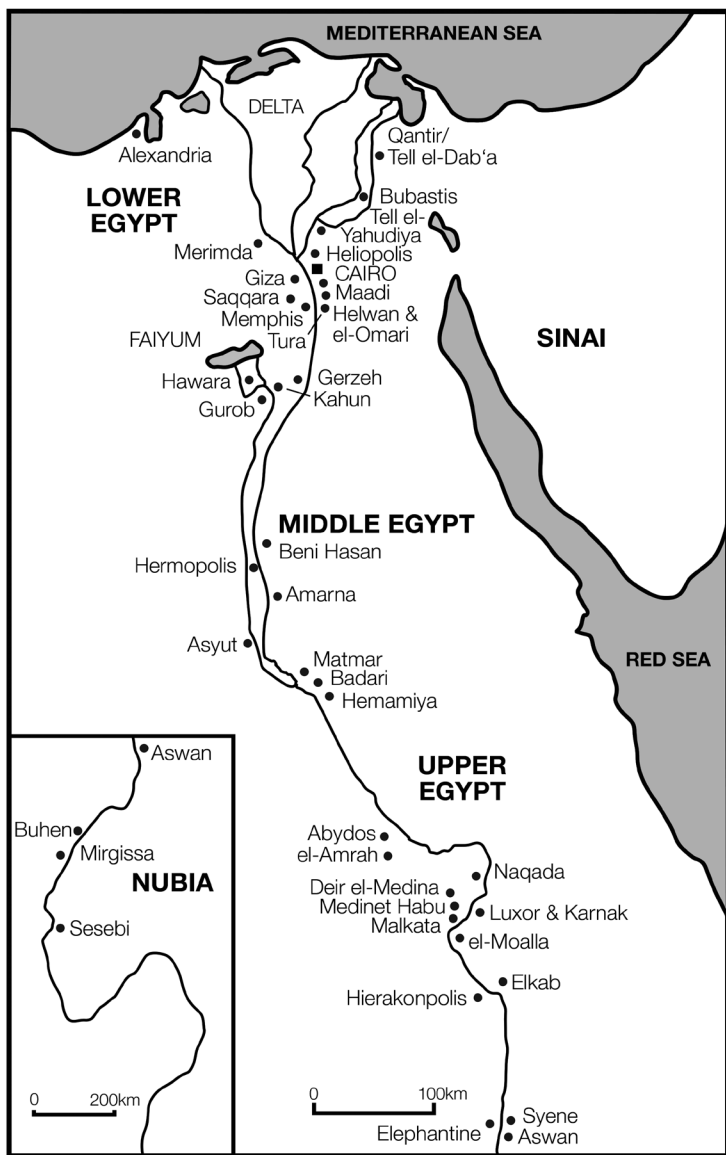 MEDITERRANEAN SEA
DELTA
Alexandria
Qantir/
Tell el-Dab‘a
LOWER
EGYPT
Bubastis
Tell el-
Yahudiya
Merimda
Heliopolis
CAIRO
Giza
Maadi
Saqqara
Memphis
Helwan &
el-Omari
Tura
FAIYUM
SINAI
Hawara
Gerzeh
Kahun
Gurob
MIDDLE EGYPT
Beni Hasan
Hermopolis
Amarna
Asyut
Matmar
Badari
Hemamiya
RED SEA
UPPER
EGYPT
Abydos
el-Amrah
Naqada
Deir el-Medina
Medinet Habu
Luxor & Karnak
Malkata
el-Moalla
Elkab
Hierakonpolis
0 100km
Syene
Elephantine
Aswan
Aswan
Buhen
Mirgissa
NUBIA
Sesebi
0 200km